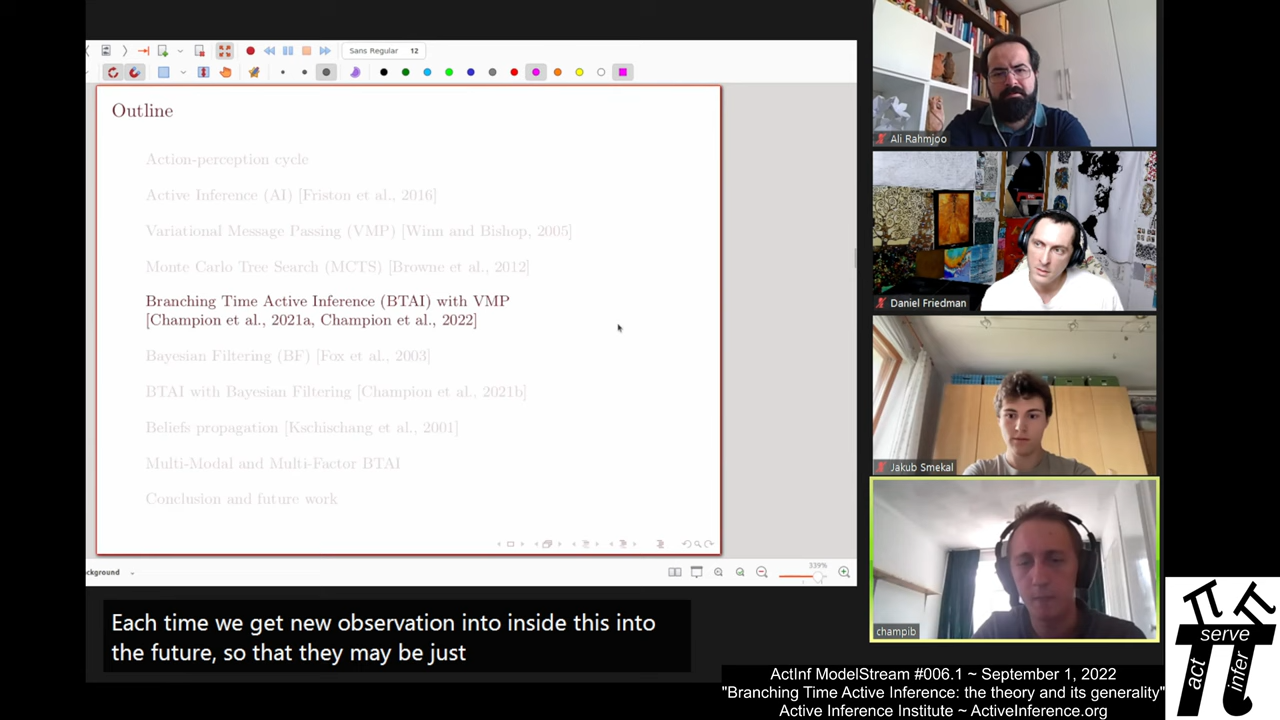 Sans Regular 12
Outline
Action-perception cycle
Active Inference (AI) [Friston et al., 2016]
Variational Message Passing (VMP) [Winn and Bishop, 2005]
Monte Carlo Tree Search (MCTS) [Browne et al., 2012]
Branching Time Active Inference (BTAI) with VMP
[Champion et al., 2021a, Champion et al., 2022]
Bayesian Filtering (BF) [Fox et al., 2003]
BTAI with Bayesian Filtering [Champion et al., 2021b]
Beliefs propagation [Kschischang et al., 2001]
Multi-Modal and Multi-Factor BTAI
Conclusion and future work
ckground
339%
Each time we get new observation into inside this into
the future, so that they may be just
Ali Rahmjoo
Daniel Friedman
Jakub Smekal
champib
ActInf ModelStream #006.1 ~ September 1, 2022
"Branching Time Active Inference: the theory and its generality"
Active Inference Institute ~ ActiveInference.org
π π
serve
act
infer